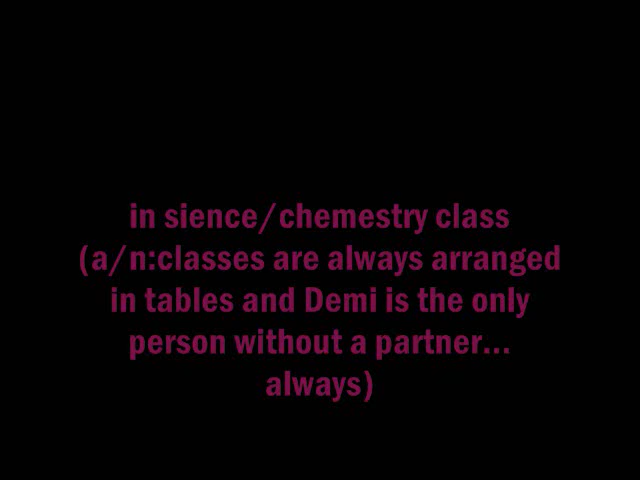 in sience/chemestry class
(a/n:classes are always arranged
in tables and Demi is the only
person without a partner...
always)